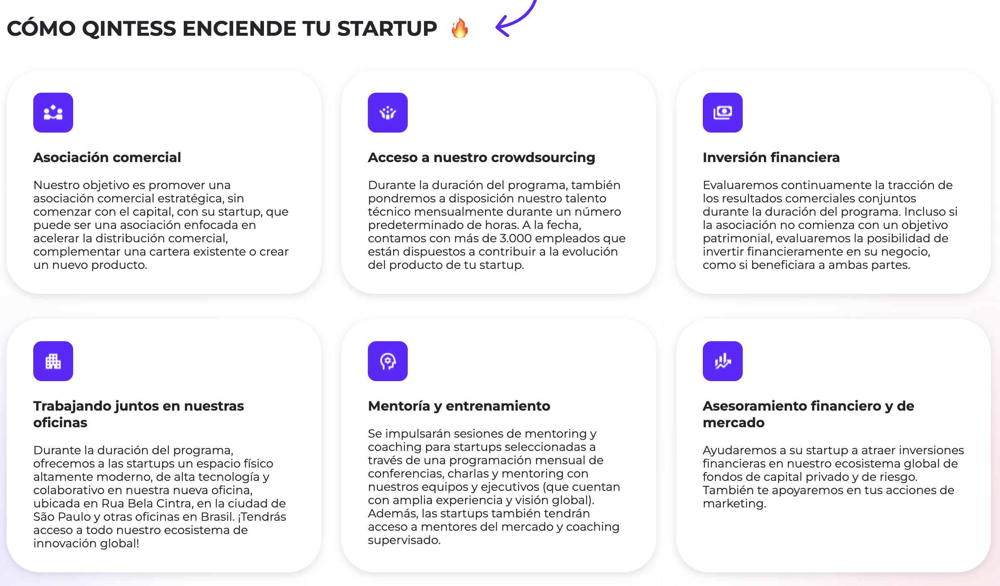 CÓMO QINTESS ENCIENDE TU STARTUP 🔥
Asociación comercial
Nuestro objetivo es promover una
asociación comercial estratégica, sin
comenzar con el capital, con su startup, que
puede ser una asociación enfocada en
acelerar la distribución comercial,
complementar una cartera existente o crear
un nuevo producto.
Acceso a nuestro crowdsourcing
Durante la duración del programa, también
pondremos a disposición nuestro talento
técnico mensualmente durante un número
predeterminado de horas. A la fecha,
contamos con más de 3.000 empleados que
están dispuestos a contribuir a la evolución
del producto de tu startup.
Inversión financiera
Evaluaremos continuamente la tracción de
los resultados comerciales conjuntos
durante la duración del programa. Incluso si
la asociación no comienza con un objetivo
patrimonial, evaluaremos la posibilidad de
invertir financieramente en su negocio,
como si beneficiara a ambas partes.
Trabajando juntos en nuestras
oficinas
Durante la duración del programa,
ofrecemos a las startups un espacio físico
altamente moderno, de alta tecnología y
colaborativo en nuestra nueva oficina,
ubicada en Rua Bela Cintra, en la ciudad de
São Paulo y otras oficinas en Brasil. ¡Tendrás
acceso a todo nuestro ecosistema de
innovación global!
Mentoría y entrenamiento
Se impulsarán sesiones de mentoring y
coaching para startups seleccionadas a
través de una programación mensual de
conferencias, charlas y mentoring con
nuestros equipos y ejecutivos (que cuentan
con amplia experiencia y visión global).
Además, las startups también tendrán
acceso a mentores del mercado y coaching
supervisado.
Asesoramiento financiero y de
mercado
Ayudaremos a su startup a atraer inversiones
financieras en nuestro ecosistema global de
fondos de capital privado y de riesgo.
También te apoyaremos en tus acciones de
marketing.